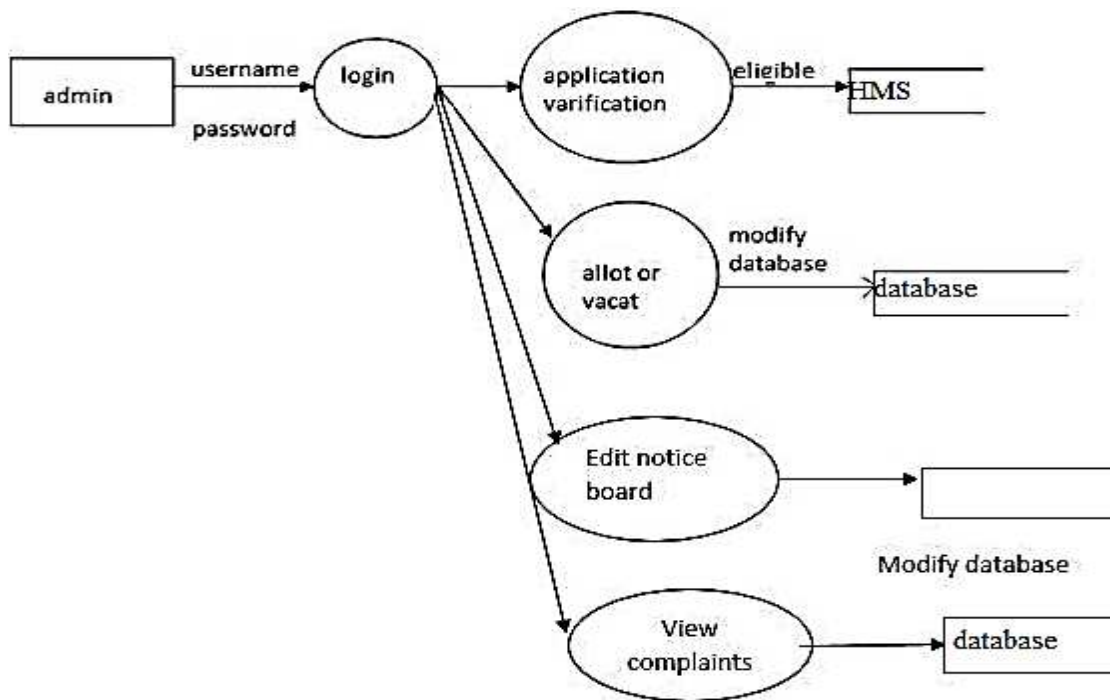 admin
username
password
login
application
varification
eligible
HMS
allot or
vacat
modify
database
database
Edit notice
board
Modify database
View
complaints
database